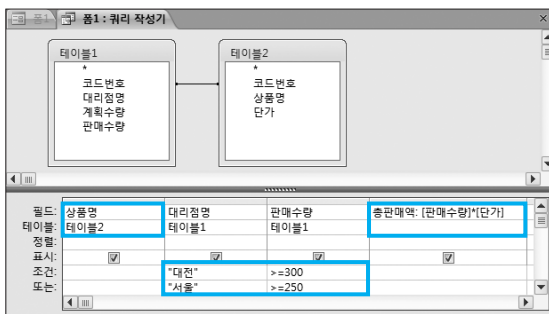 폼1 폼1 : 쿼리 작성기 ×
테이블1 테이블2
* *
코드번호 코드번호
대리점명 상품명
계획수량 단가
판매수량
필드: 상품명 대리점명 판매수량 총판매액: [판매수량]*[단가]
테이블: 테이블2 테이블1 테이블1
정렬:
표시:
조건: "대전" >=300
또는: "서울" >=250